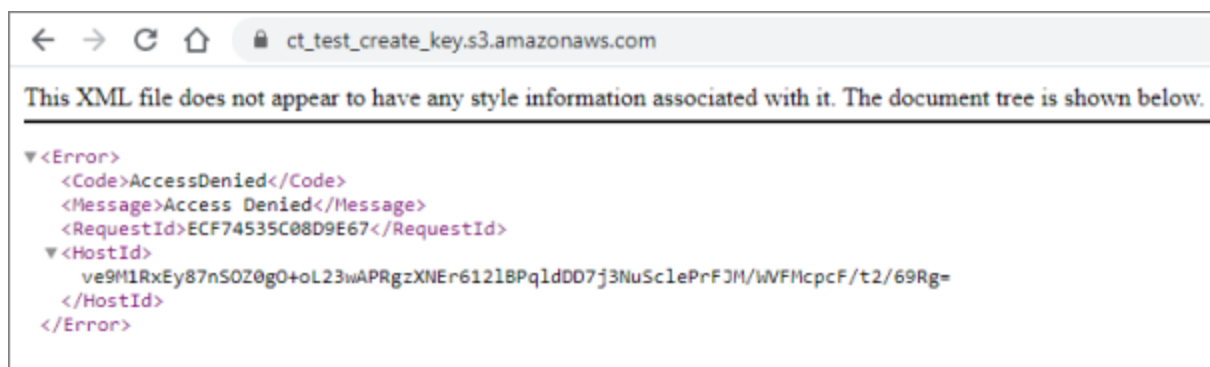 ct_test_create_key.s3.amazonaws.com
This XML file does not appear to have any style information associated with it. The document tree is shown below.
▼<Error>
<Code>AccessDenied</Code>
<Message>Access Denied</Message>
<RequestId>ECF74535C08D9E67</RequestId>
▼<HostId>
ve9M1RxEy87nSOZ0gO+oL23wAPRgzXNEr612lBPqldDD7j3NuSclePrFJM/WVFMcpcF/t2/69Rg=
</HostId>
</Error>